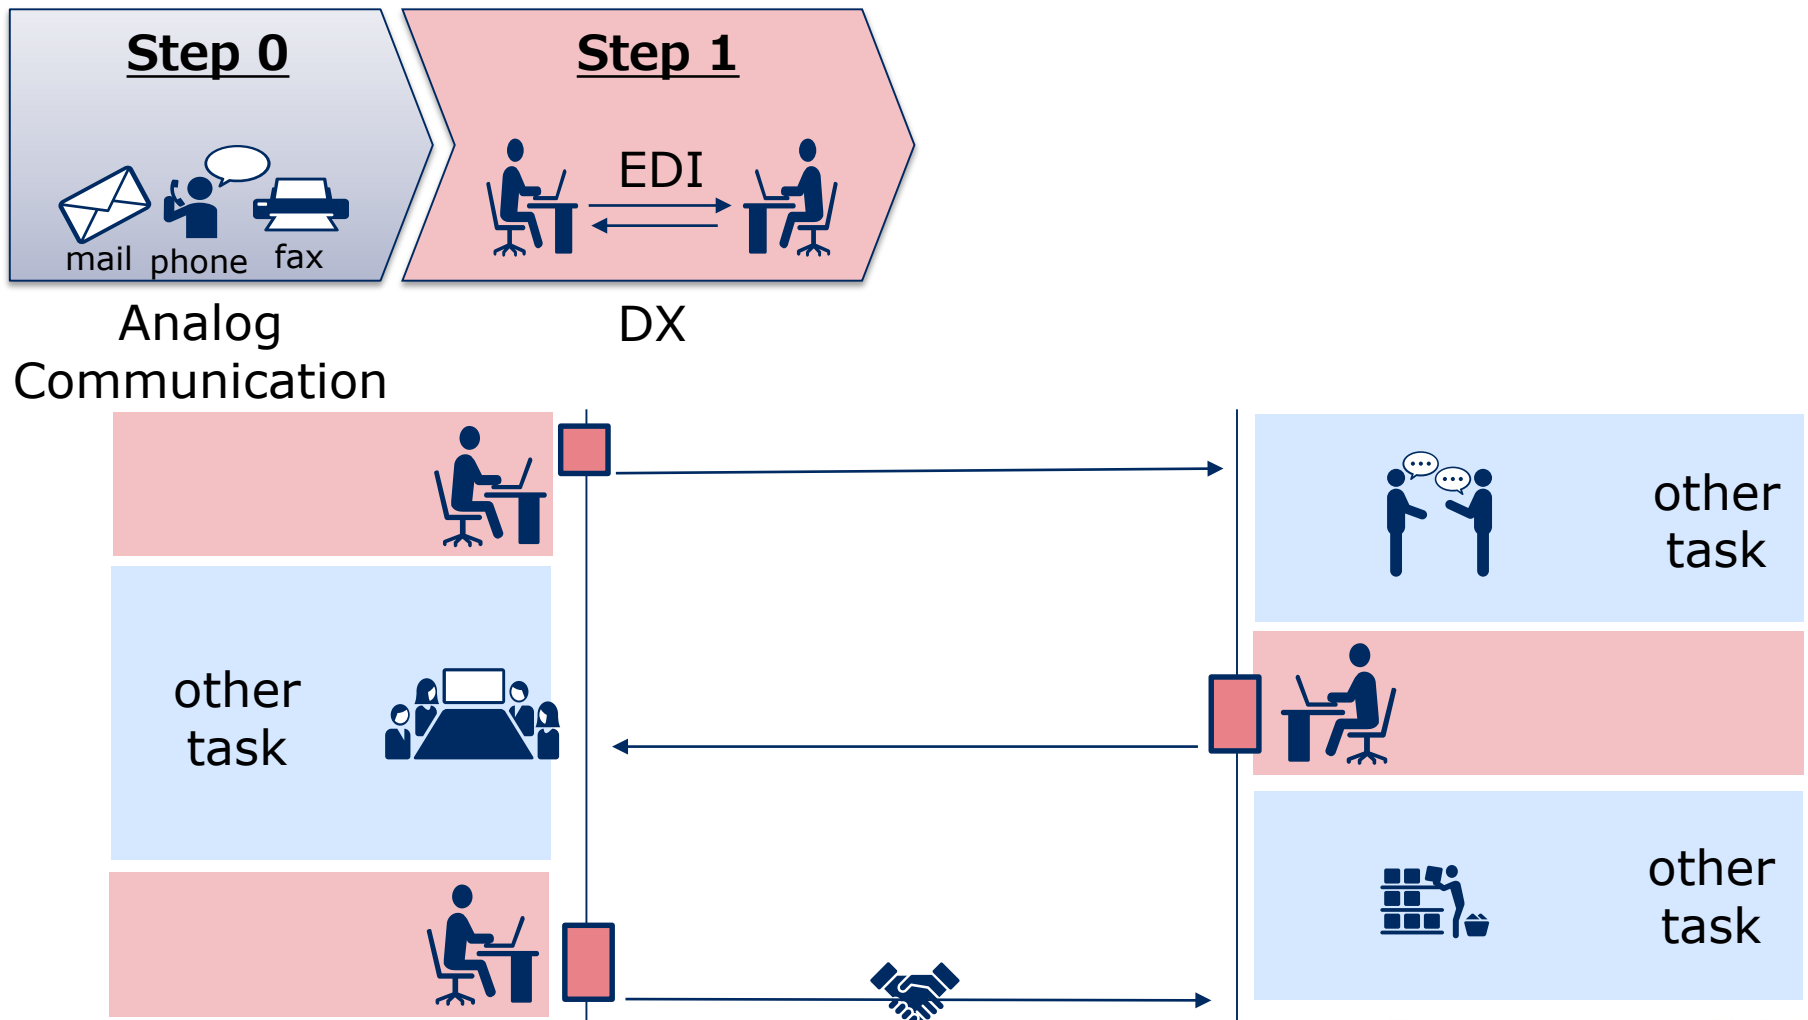 Step 0
Step 1
EDI
mail
phone
fax
Analog
Communication
DX
other
task
other
task
other
task